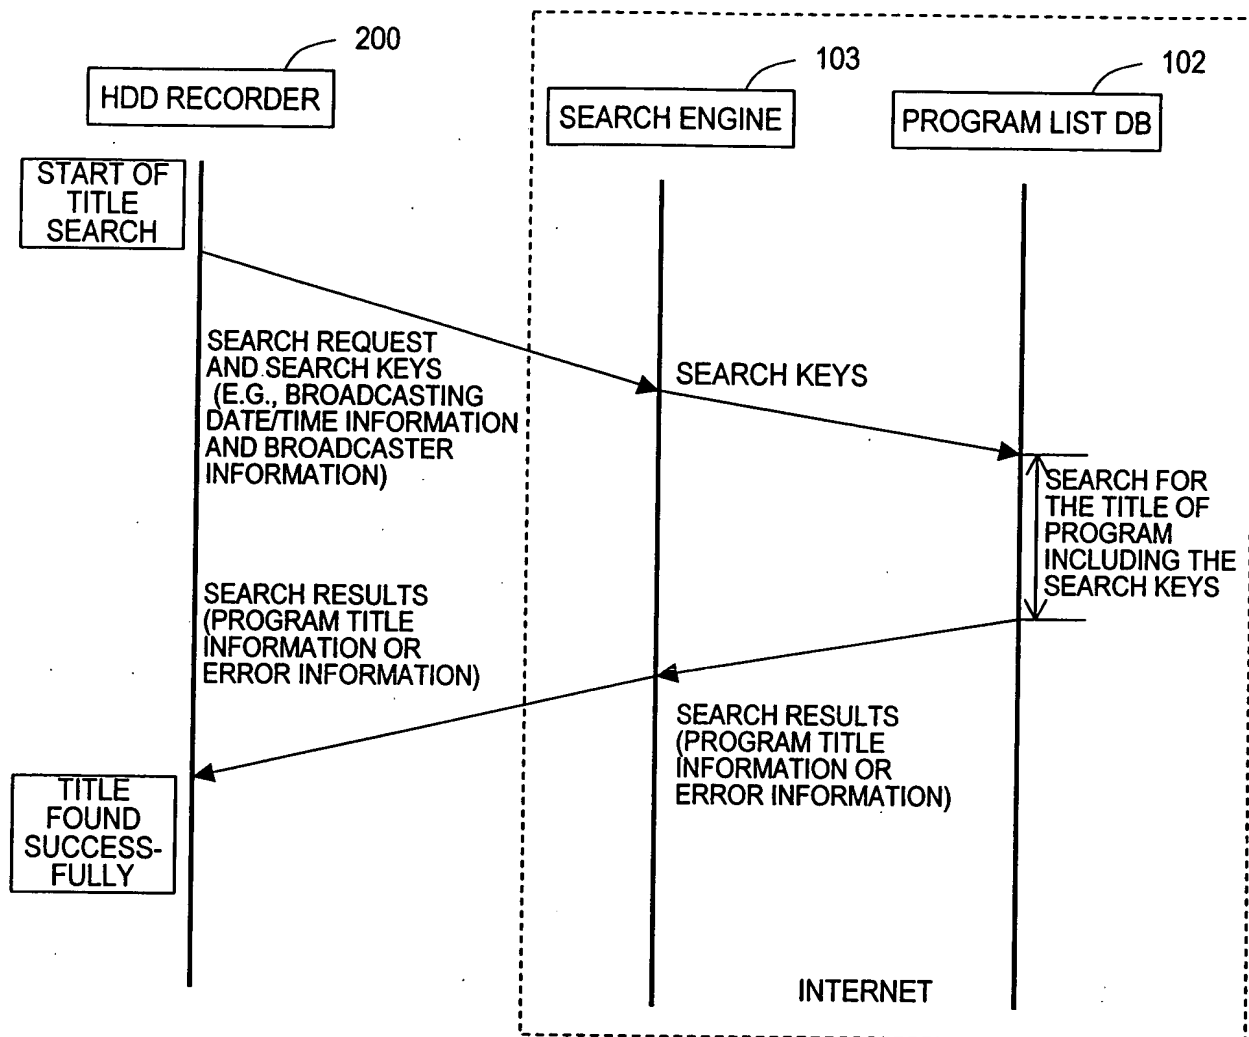 200
HDD RECORDER
103
SEARCH ENGINE
102
PROGRAM LIST DB
START OF
TITLE
SEARCH
SEARCH REQUEST
AND SEARCH KEYS
(E.G., BROADCASTING
DATE/TIME INFORMATION
AND BROADCASTER
INFORMATION)
SEARCH KEYS
SEARCH FOR
THE TITLE OF
PROGRAM
INCLUDING THE
SEARCH KEYS
SEARCH RESULTS
(PROGRAM TITLE
INFORMATION OR
ERROR INFORMATION)
SEARCH RESULTS
(PROGRAM TITLE
INFORMATION OR
ERROR INFORMATION)
TITLE
FOUND
SUCCESS-
FULLY
INTERNET